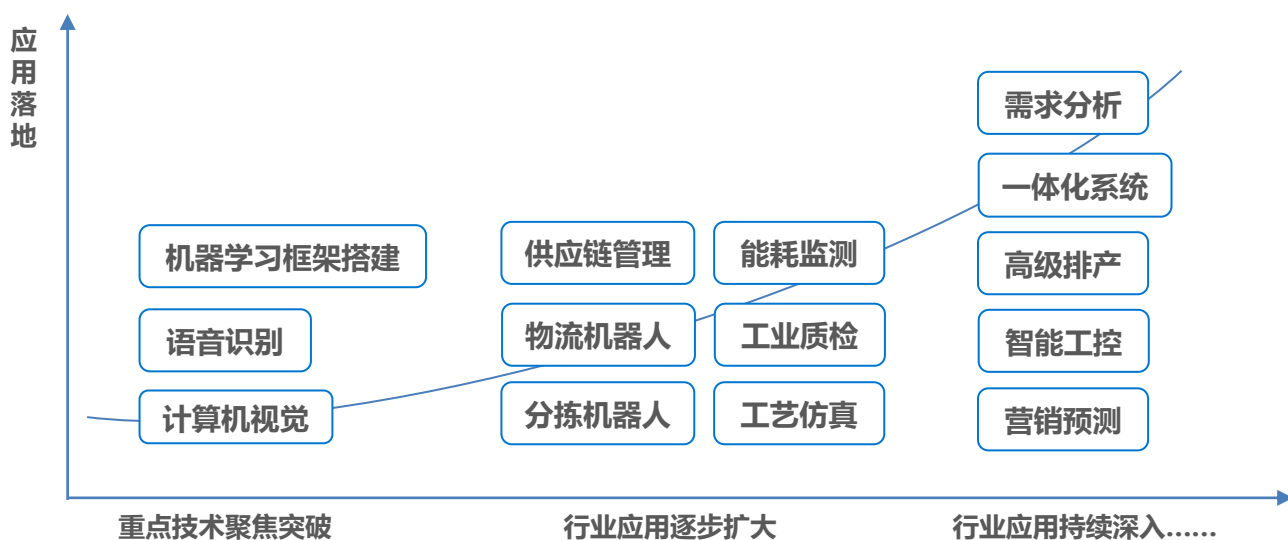 应用落地
需求分析
一体化系统
机器学习框架搭建
供应链管理
能耗监测
高级排产
语音识别
物流机器人
工业质检
智能工控
计算机视觉
分拣机器人
工艺仿真
营销预测
重点技术聚焦突破
行业应用逐步扩大
行业应用持续深入……